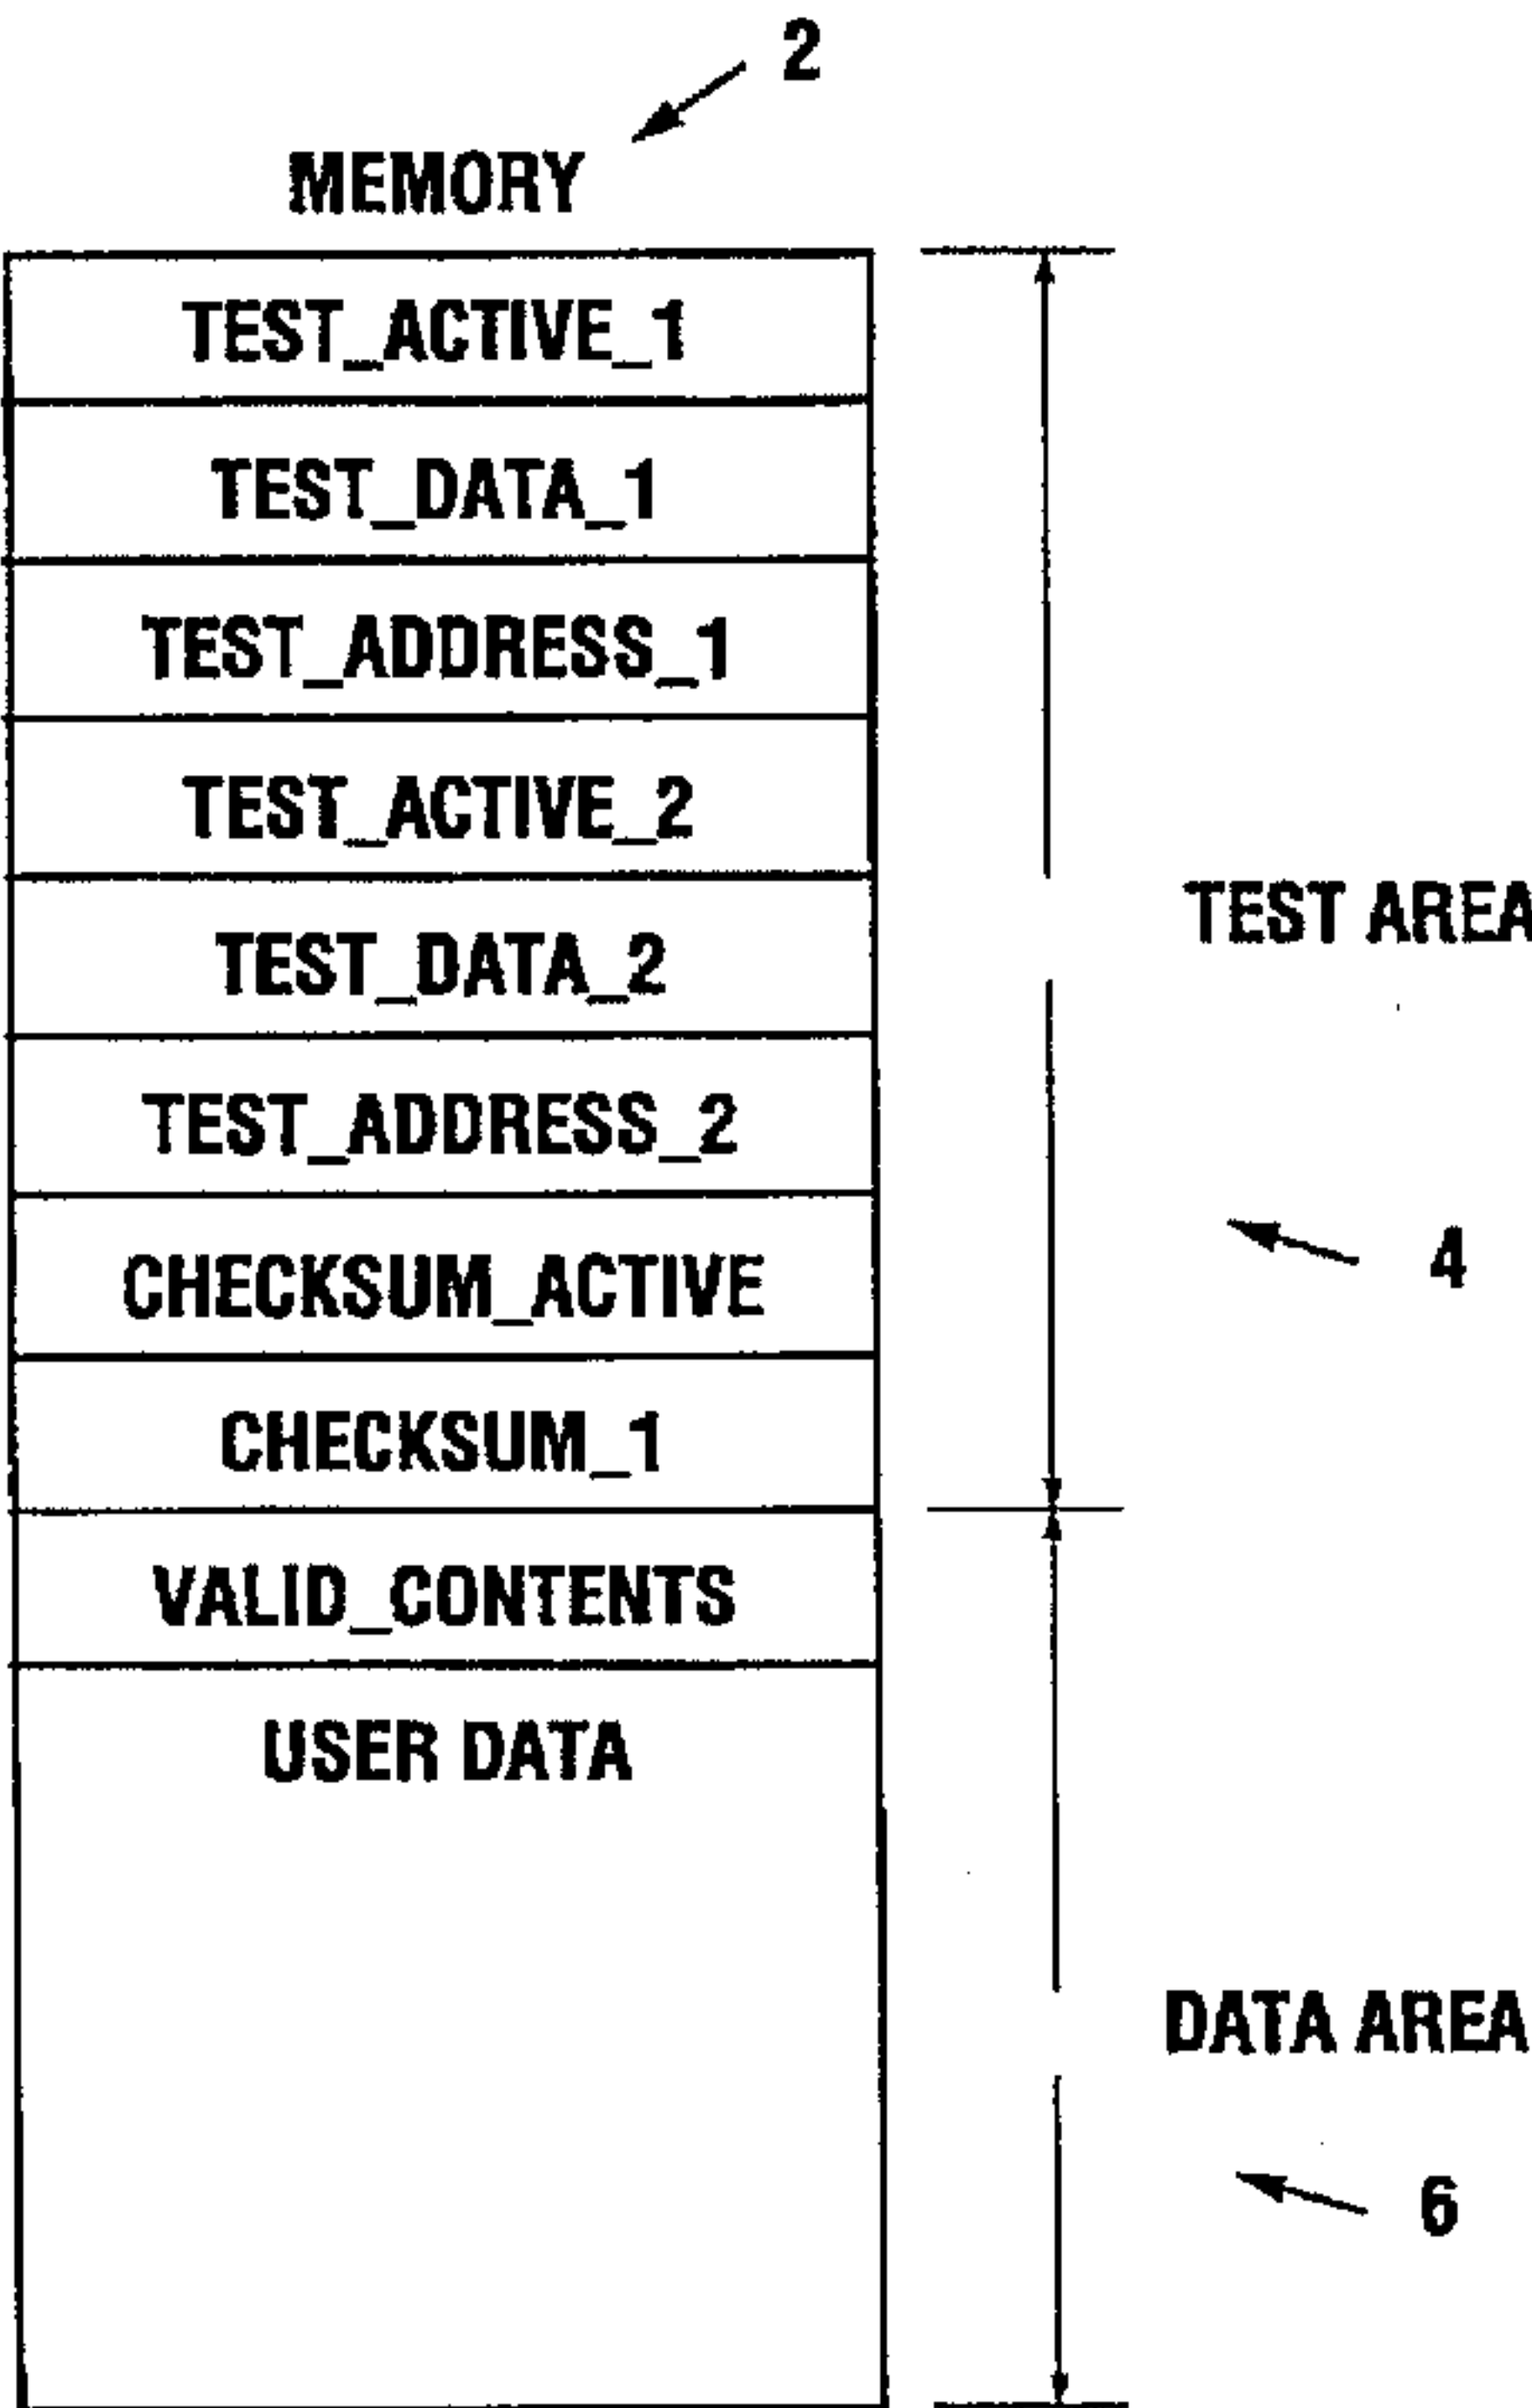 2
MEMORY
TEST_ACTIVE_1
TEST_DATA_1
TEST_ADDRESS_1
TEST_ACTIVE_2
TEST AREA
TEST_DATA_2
TEST_ADDRESS_2
CHECKSUM_ACTIVE
4
CHECKSUM_1
VALID_CONTENTS
USER DATA
DATA AREA
6